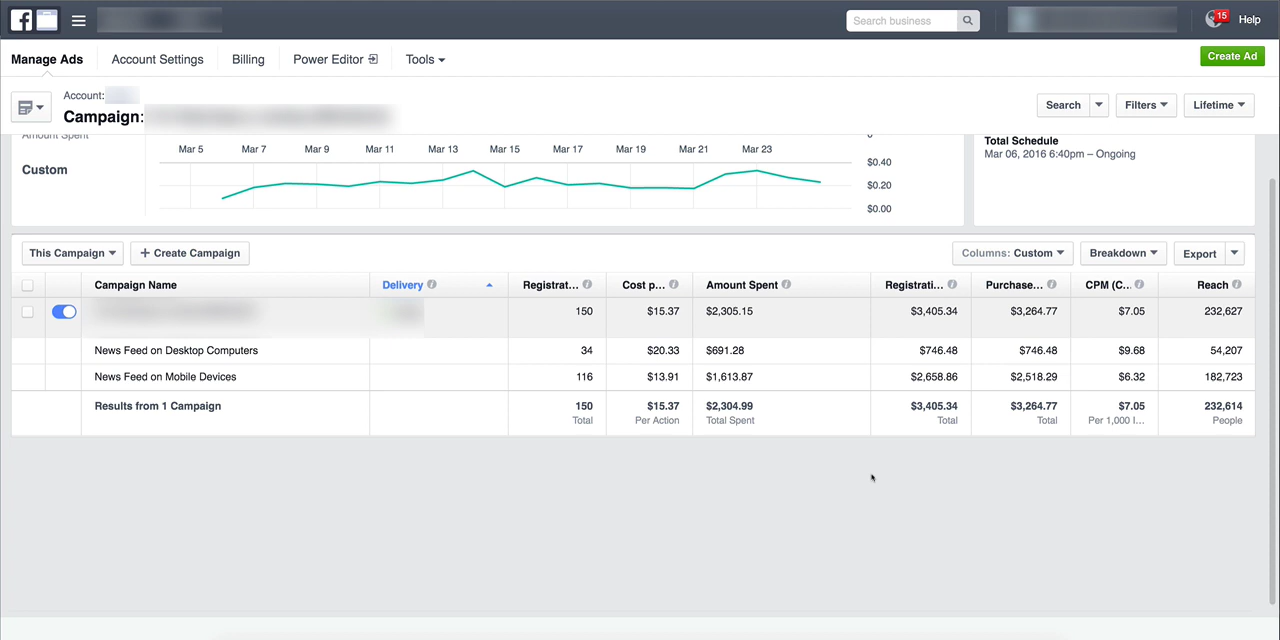 f
Search business
15
Help
Manage Ads
Account Settings
Billing
Power Editor
Tools
Create Ad
Account:
Campaign:
Search
Filters
Lifetime
Amount Spent
0
Custom
Mar 5 Mar 7 Mar 9 Mar 11 Mar 13 Mar 15 Mar 17 Mar 19 Mar 21 Mar 23
$0.40
$0.20
$0.00
Total Schedule
Mar 06, 2016 6:40pm – Ongoing
This Campaign
+ Create Campaign
Columns: Custom
Breakdown
Export
Campaign Name Delivery Registrat... Cost p... Amount Spent Registrati... Purchase... CPM (C... Reach
150 $15.37 $2,305.15 $3,405.34 $3,264.77 $7.05 232,627
News Feed on Desktop Computers 34 $20.33 $691.28 $746.48 $746.48 $9.68 54,207
News Feed on Mobile Devices 116 $13.91 $1,613.87 $2,658.86 $2,518.29 $6.32 182,723
Results from 1 Campaign 150 $15.37 $2,304.99 $3,405.34 $3,264.77 $7.05 232,614
Total Per Action Total Spent Total Total Per 1,000 I... People